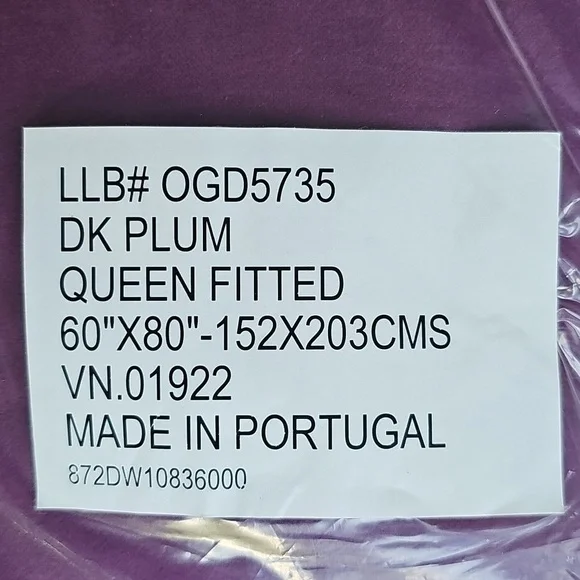 LLB# OGD5735
DK PLUM
QUEEN FITTED
60"X80"-152X203CMS
VN.01922
MADE IN PORTUGAL
872DW10836000